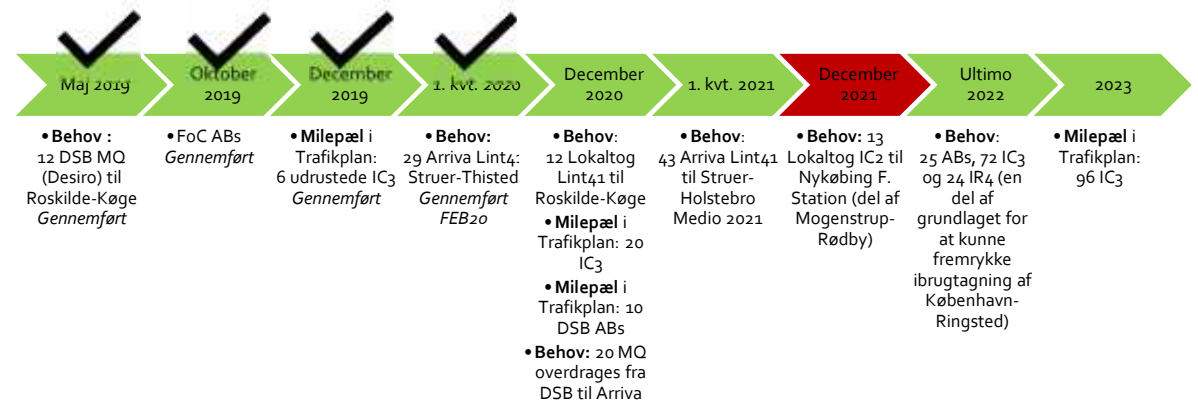 Maj 2019
Oktober
2019
December
2019
1. kvt. 2020
December
2020
1. kvt. 2021
December
2021
Ultimo
2022
2023
•Behov :
12 DSB MQ
(Desiro) til
Roskilde-Køge
Gennemført
•FoC ABs
Gennemført
•Milepæl i
Trafikplan:
6 udrustede IC3
Gennemført
•Behov:
29 Arriva Lint4:
Struer-Thisted
Gennemført
FEB20
•Behov:
12 Lokaltog
Lint41 til
Roskilde-Køge
•Milepæl i
Trafikplan: 20
IC3
•Milepæl i
Trafikplan: 10
DSB ABs
•Behov: 20 MQ
overdrages fra
DSB til Arriva
•Behov:
43 Arriva Lint41
til Struer-
Holstebro
Medio 2021
•Behov: 13
Lokaltog IC2 til
Nykøbing F.
Station (del af
Mogenstrup-
Rødby)
•Behov:
25 ABs, 72 IC3
og 24 IR4 (en
del af
grundlaget for
at kunne
fremrykke
ibrugtagning af
København-
Ringsted)
•Milepæl i
Trafikplan:
96 IC3